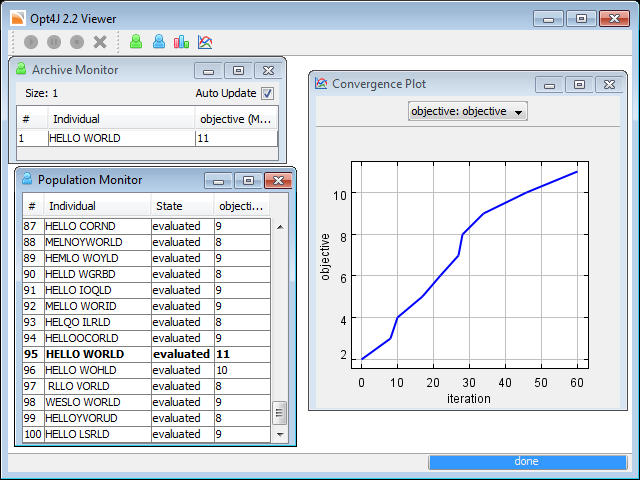 Opt4J 2.2 Viewer
Archive Monitor
Size: 1 Auto Update
# Individual objective (M...
1 HELLO WORLD 11
Population Monitor
# Individual State objecti...
87 HELLO CORND evaluated 9
88 MELNOYWORLD evaluated 8
89 HEMLO WOYLD evaluated 9
90 HELLD WGRBD evaluated 8
91 HELLO IOQLD evaluated 9
92 MELLO WORID evaluated 9
93 HELQO ILRLD evaluated 8
94 HELLOOCORLD evaluated 9
95 HELLO WORLD evaluated 11
96 HELLO WOHLD evaluated 10
97 RLLO VORLD evaluated 8
98 WESLO WORLD evaluated 9
99 HELLOYVORUD evaluated 8
100 HELLO LSRLD evaluated 9
Convergence Plot
objective: objective
objective
10
8
6
4
2
0 10 20 30 40 50 60
iteration
done